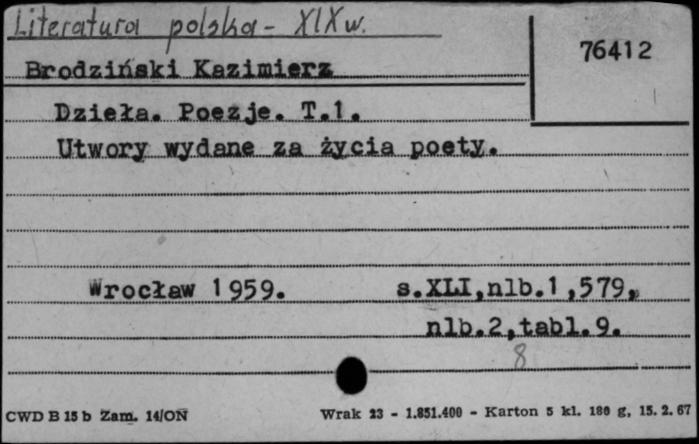 Literatura polska - XIX w.
76412
Brodziński Kazimierz
Dzieła. Poezje. T.1.
Utwory wydane za życia poety.
Wrocław 1959. s.XLI,nlb.1,579,
nlb.2,tabl.9.
8
CWD B 15 b Zam. 14/ON Wrak 23 - 1.851.400 - Karton 5 kl. 180 g, 15. 2. 67